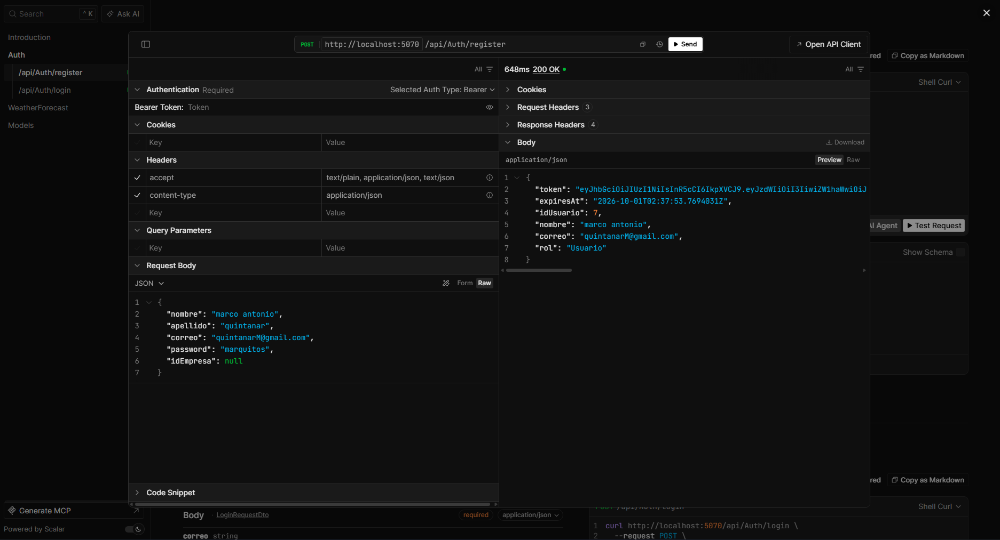 Search ^ K Ask AI
Introduction
Auth
/api/Auth/register
/api/Auth/login
WeatherForecast
Models
Generate MCP
Powered by Scalar
POST http://localhost:5070 /api/Auth/register Send
Open API Client
All
Authentication Required Selected Auth Type: Bearer
Bearer Token: Token
Cookies
Key Value
Headers
accept text/plain, application/json, text/json
content-type application/json
Key Value
Query Parameters
Key Value
Request Body
JSON Form Raw
1 {
2 "nombre": "marco antonio",
3 "apellido": "quintanar",
4 "correo": "quintanarM@gmail.com",
5 "password": "marquitos",
6 "idEmpresa": null
7 }
Code Snippet
648ms 200 OK All
Cookies
Request Headers 3
Response Headers 4
Body Download
application/json Preview Raw
1 {
2 "token": "eyJhbGciOiJIUzI1NiIsInR5cCI6IkpXVCJ9.eyJzdWIiOiI3IiwiZW1haWwiOiJ
3 "expiresAt": "2026-10-01T02:37:53.7694031Z",
4 "idUsuario": 7,
5 "nombre": "marco antonio",
6 "correo": "quintanarM@gmail.com",
7 "rol": "Usuario"
8 }
red Copy as Markdown
Shell Curl
AI Agent Test Request
Show Schema
red Copy as Markdown
Shell Curl
Body · LoginRequestDto required application/json
correo string
POST /api/Auth/login
1 curl http://localhost:5070/api/Auth/login \
2 --request POST \